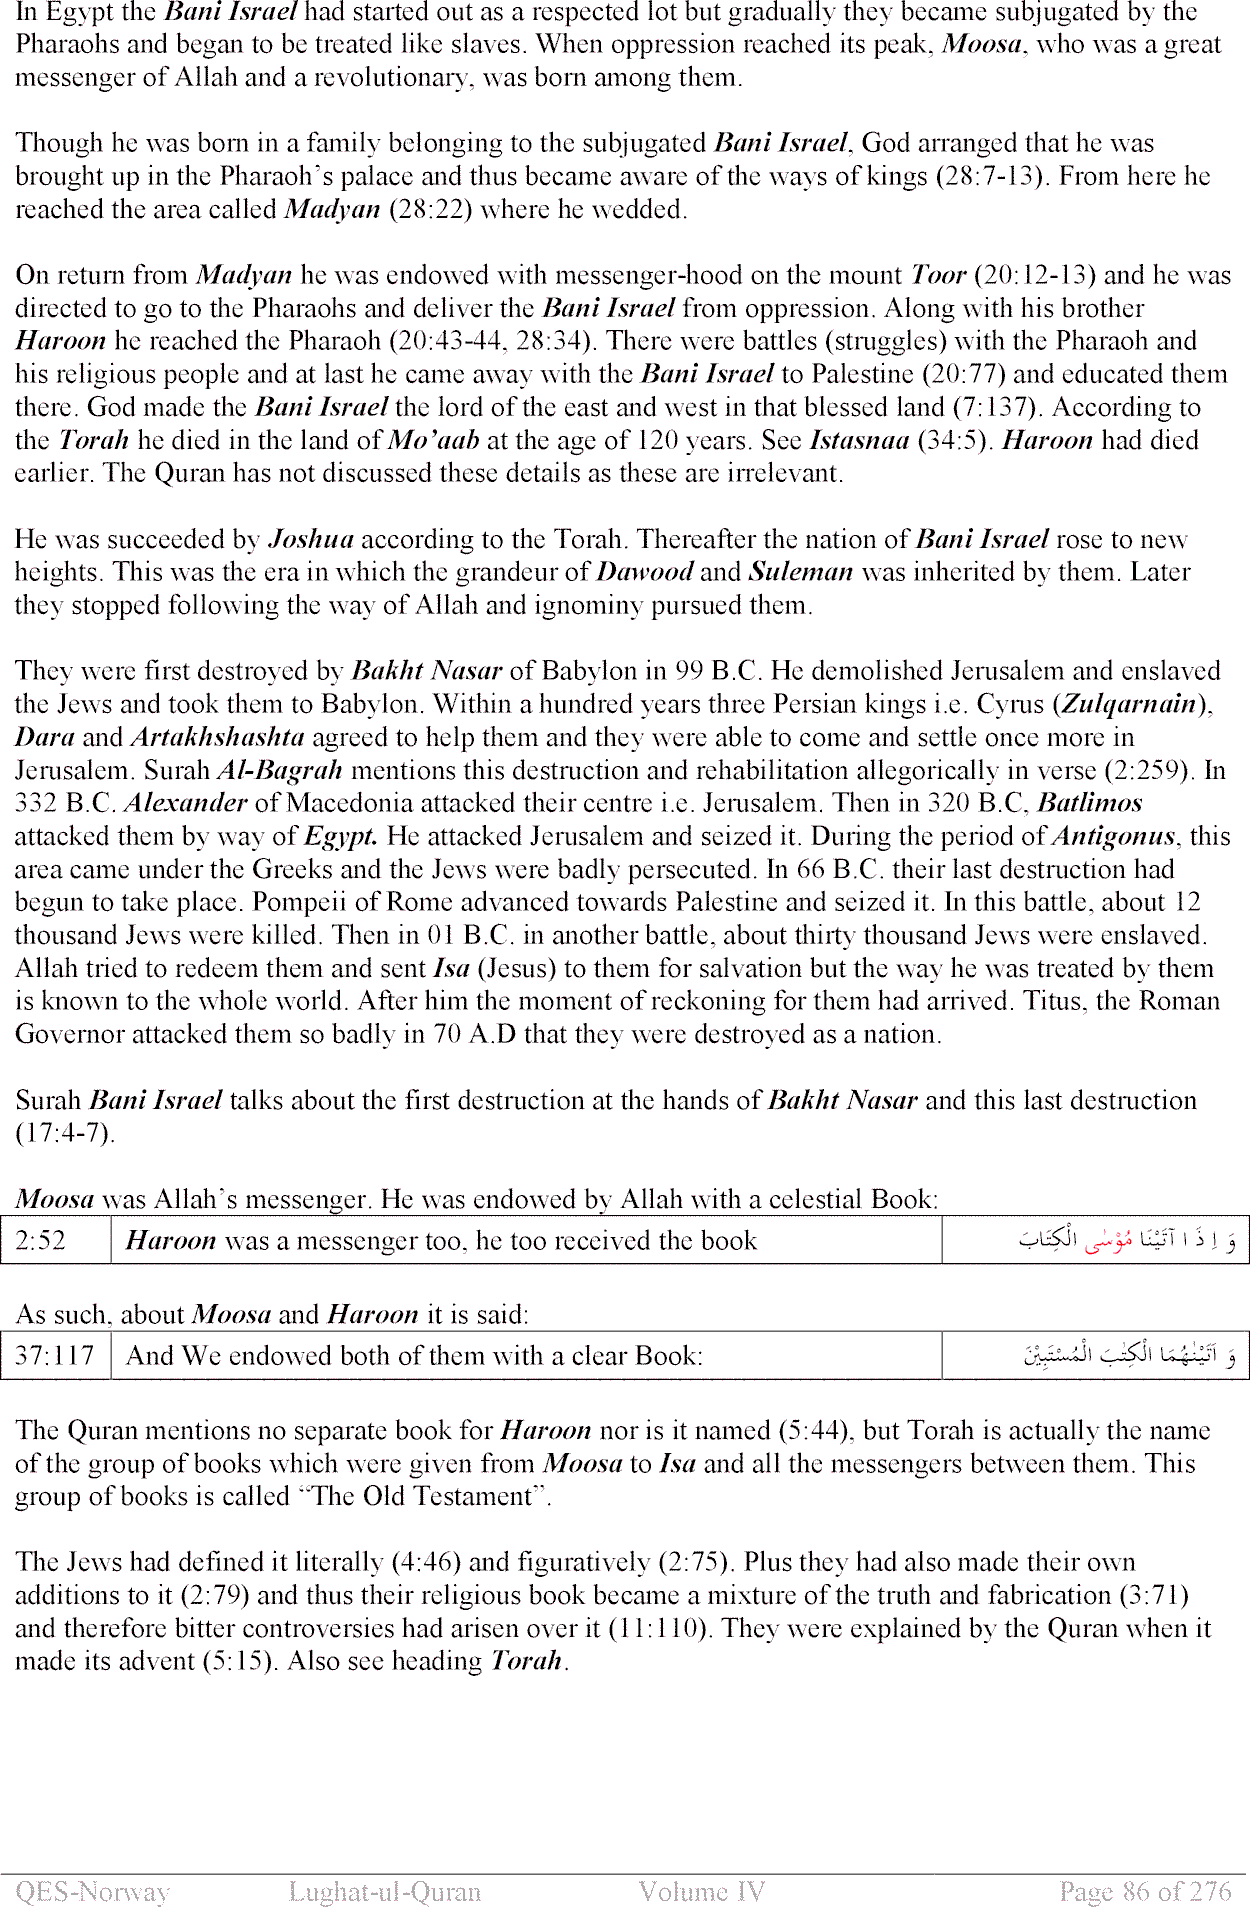 In Egypt the Bani Israel had started out as a respected lot but gradually they became subjugated by the
Pharaohs and began to be treated like slaves. When oppression reached its peak, Moosa, who was a great
messenger of Allah and a revolutionary, was born among them.
Though he was born in a family belonging to the subjugated Bani Israel, God arranged that he was
brought up in the Pharaoh's palace and thus became aware of the ways of kings (28:7-13). From here he
reached the area called Madyan (28:22) where he wedded.
On return from Madyan he was endowed with messenger-hood on the mount Toor (20:12-13) and he was
directed to go to the Pharaohs and deliver the Bani Israel from oppression. Along with his brother
Haroon he reached the Pharaoh (20:43-44, 28:34). There were battles (struggles) with the Pharaoh and
his religious people and at last he came away with the Bani Israel to Palestine (20:77) and educated them
there. God made the Bani Israel the lord of the east and west in that blessed land (7:137). According to
the Torah he died in the land of Mo'aab at the age of 120 years. See Istasnaa (34:5). Haroon had died
earlier. The Quran has not discussed these details as these are irrelevant.
He was succeeded by Joshua according to the Torah. Thereafter the nation of Bani Israel rose to new
heights. This was the era in which the grandeur of Dawood and Suleman was inherited by them. Later
they stopped following the way of Allah and ignominy pursued them.
They were first destroyed by Bakht Nasar of Babylon in 99 B.C. He demolished Jerusalem and enslaved
the Jews and took them to Babylon. Within a hundred years three Persian kings i.e. Cyrus (Zulqarnain),
Dara and Artakhshashta agreed to help them and they were able to come and settle once more in
Jerusalem. Surah Al-Bagrah mentions this destruction and rehabilitation allegorically in verse (2:259). In
332 B.C. Alexander of Macedonia attacked their centre i.e. Jerusalem. Then in 320 B.C, Batlimos
attacked them by way of Egypt. He attacked Jerusalem and seized it. During the period of Antigonus, this
area came under the Greeks and the Jews were badly persecuted. In 66 B.C. their last destruction had
begun to take place. Pompeii of Rome advanced towards Palestine and seized it. In this battle, about 12
thousand Jews were killed. Then in 01 B.C. in another battle, about thirty thousand Jews were enslaved.
Allah tried to redeem them and sent Isa (Jesus) to them for salvation but the way he was treated by them
is known to the whole world. After him the moment of reckoning for them had arrived. Titus, the Roman
Governor attacked them so badly in 70 A.D that they were destroyed as a nation.
Surah Bani Israel talks about the first destruction at the hands of Bakht Nasar and this last destruction
(17:4-7).
Moosa was Allah's messenger. He was endowed by Allah with a celestial Book:
2:52 Haroon was a messenger too, he too received the book وَ اِ ذَ ا آتَيْنَا مُوْسٰى الْكِتَابَ
As such, about Moosa and Haroon it is said:
37:117 And We endowed both of them with a clear Book: وَ اٰتَيْنٰهُمَا الْكِتٰبَ الْمُسْتَبِيْنَ
The Quran mentions no separate book for Haroon nor is it named (5:44), but Torah is actually the name
of the group of books which were given from Moosa to Isa and all the messengers between them. This
group of books is called “The Old Testament”.
The Jews had defined it literally (4:46) and figuratively (2:75). Plus they had also made their own
additions to it (2:79) and thus their religious book became a mixture of the truth and fabrication (3:71)
and therefore bitter controversies had arisen over it (11:110). They were explained by the Quran when it
made its advent (5:15). Also see heading Torah.
QES-Norway Lughat-ul-Quran Volume IV Page 86 of 276